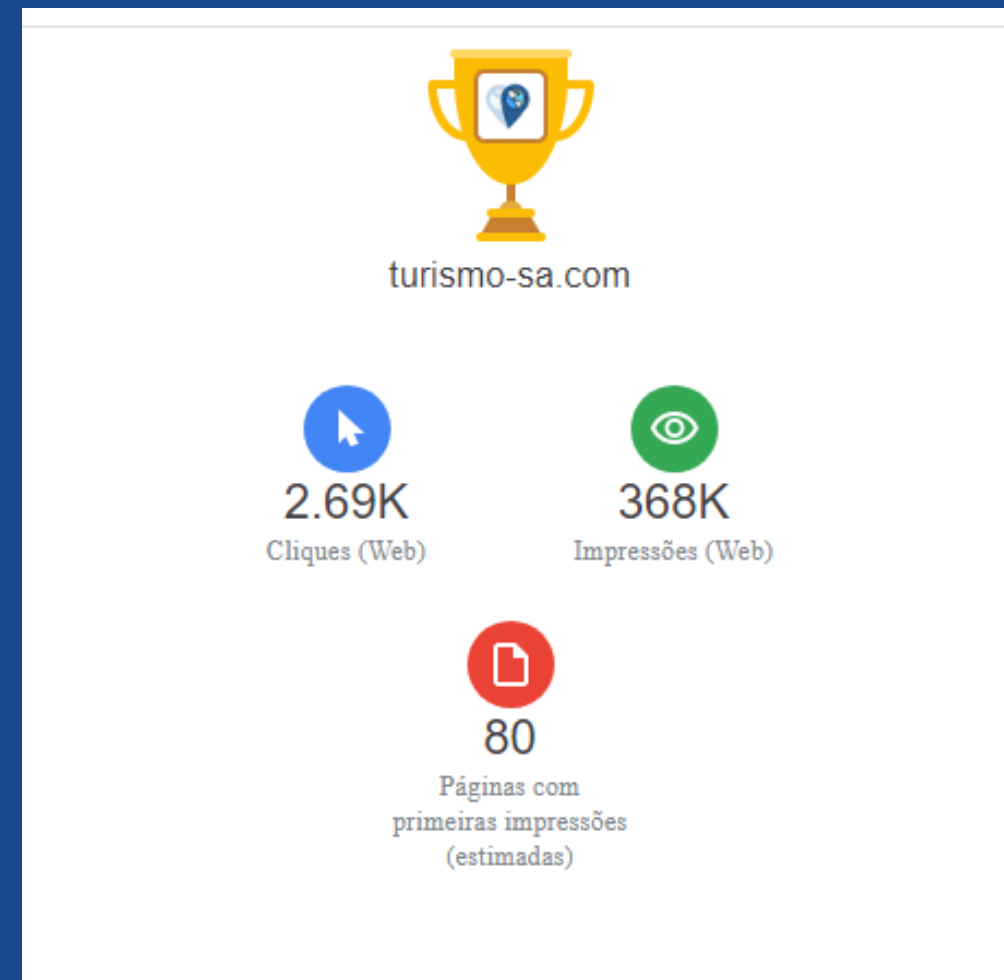 turismo-sa.com
2.69K
368K
Cliques (Web)
Impressões (Web)
80
Páginas com
primeiras impressões
(estimadas)